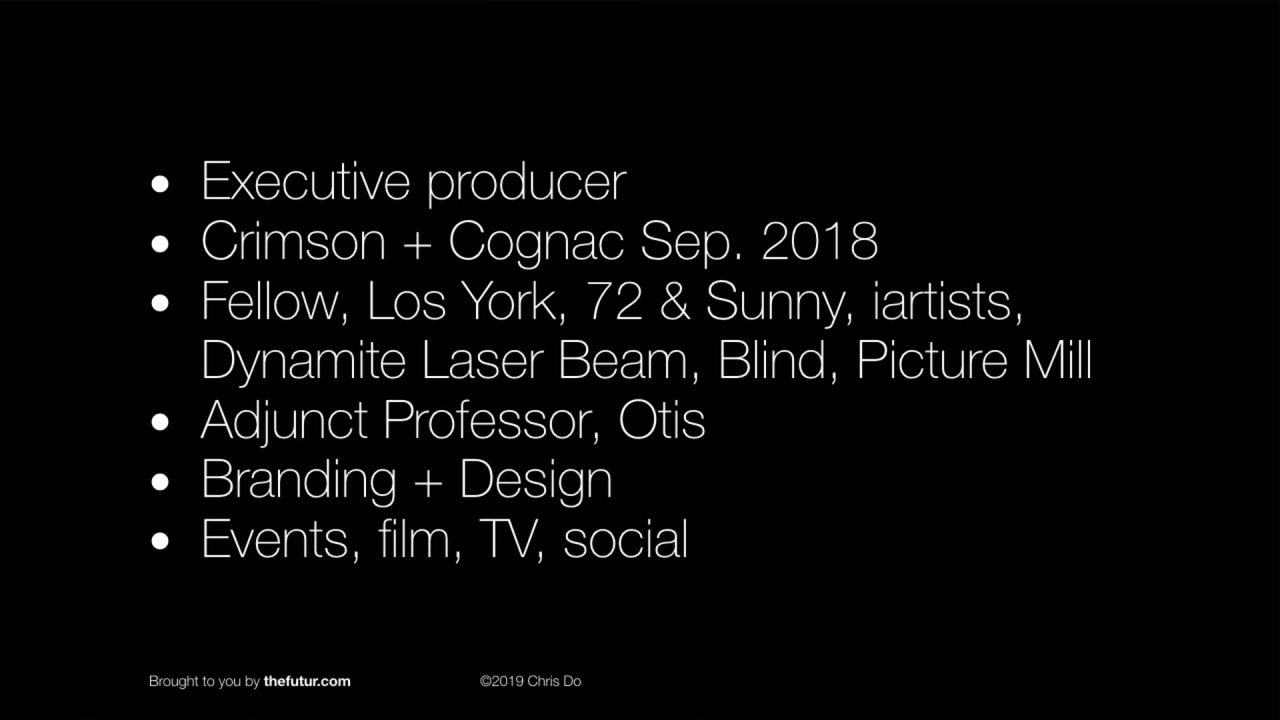 • Executive producer
• Crimson + Cognac Sep. 2018
• Fellow, Los York, 72 & Sunny, iartists,
Dynamite Laser Beam, Blind, Picture Mill
• Adjunct Professor, Otis
• Branding + Design
• Events, film, TV, social
Brought to you by thefutur.com ©2019 Chris Do